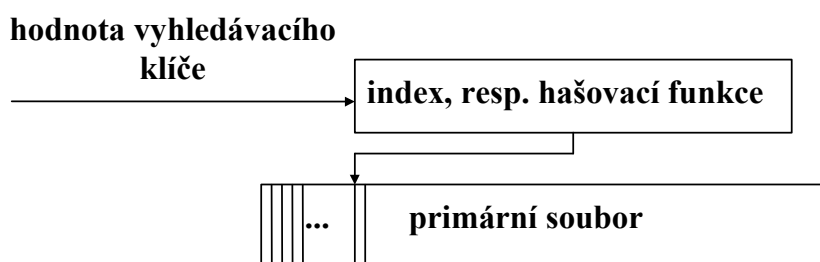 hodnota vyhledávacího
klíče
index, resp. hašovací funkce
...
primární soubor